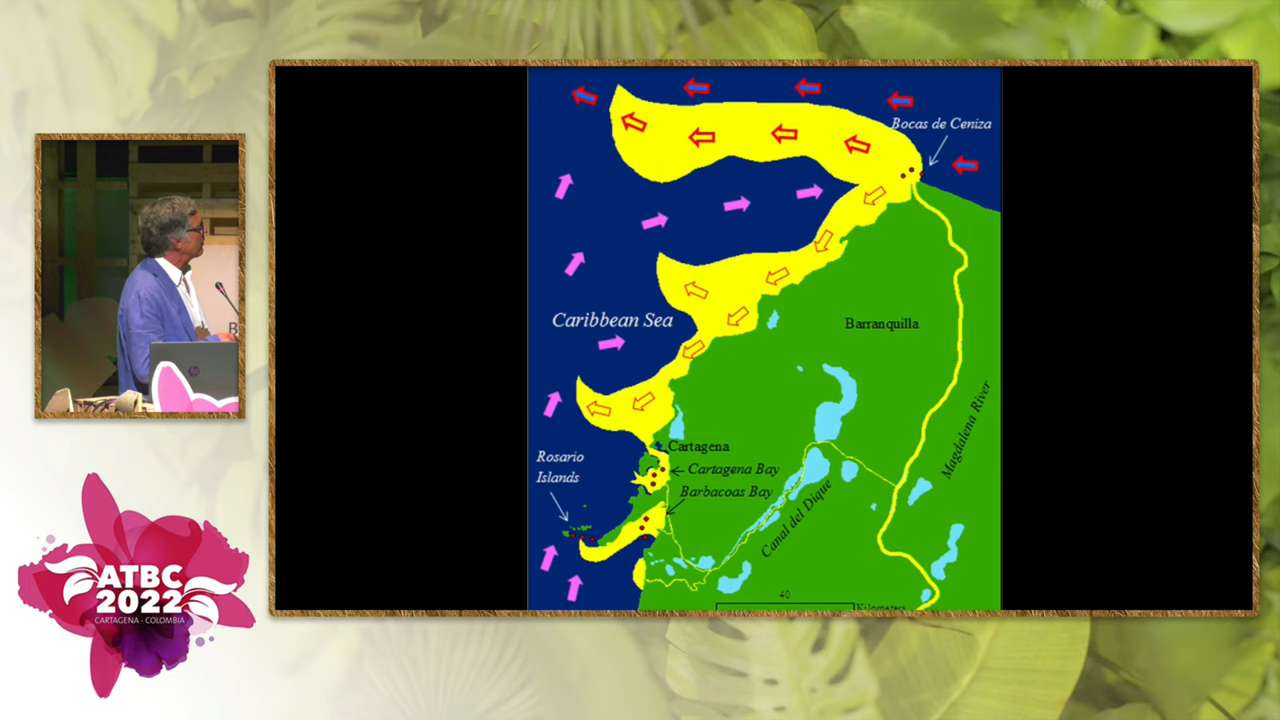 Bocas de Ceniza
Caribbean Sea
Barranquilla
Magdalena River
Cartagena
Rosario
Islands
Cartagena Bay
Barbacoas Bay
Canal del Dique
40
Kilometers
hp
B
ATBC
2022
CARTAGENA - COLOMBIA